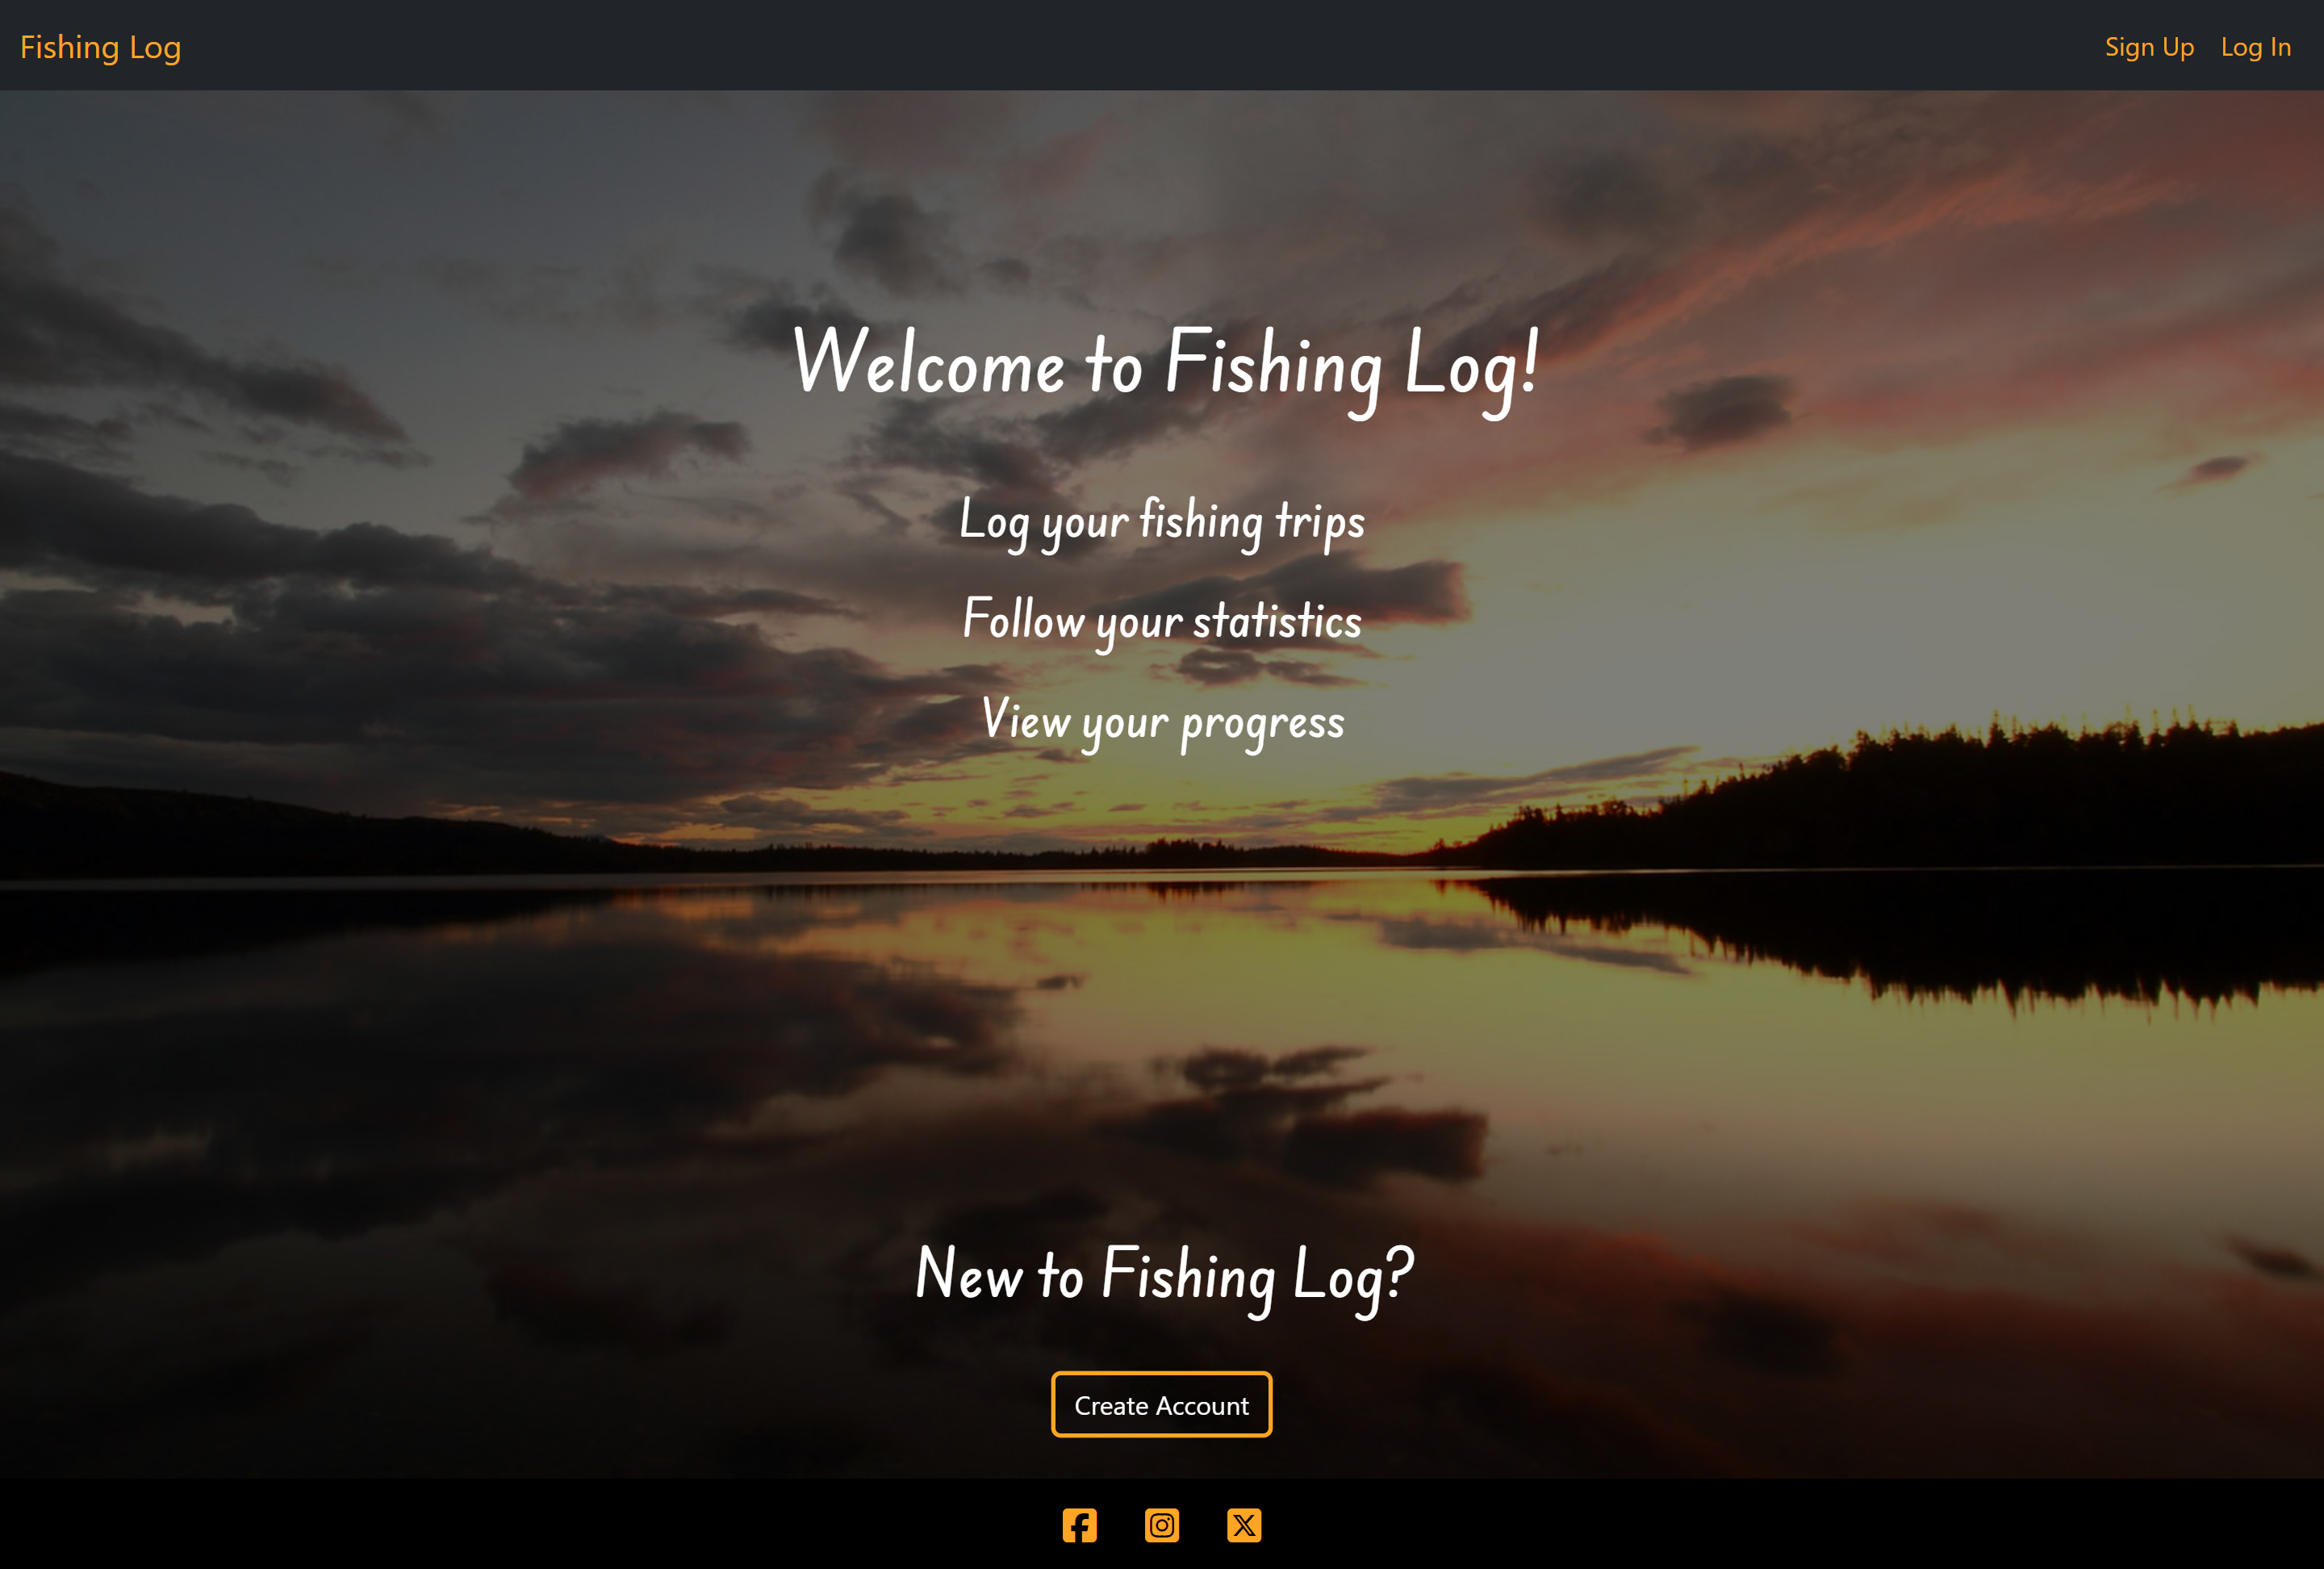 Fishing Log
Sign Up Log In
Welcome to Fishing Log!
Log your fishing trips
Follow your statistics
View your progress
New to Fishing Log?
Create Account